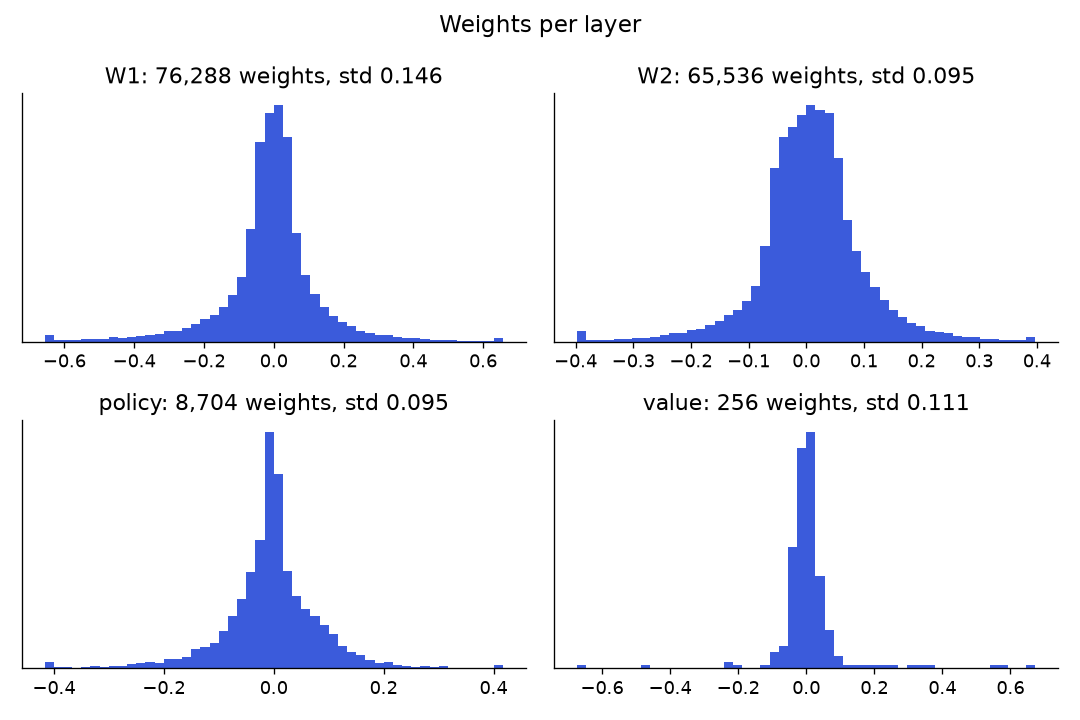 Weights per layer
W1: 76,288 weights, std 0.146
W2: 65,536 weights, std 0.095
−0.6 −0.4 −0.2 0.0 0.2 0.4 0.6
−0.4 −0.3 −0.2 −0.1 0.0 0.1 0.2 0.3 0.4
policy: 8,704 weights, std 0.095
value: 256 weights, std 0.111
−0.4 −0.2 0.0 0.2 0.4
−0.6 −0.4 −0.2 0.0 0.2 0.4 0.6